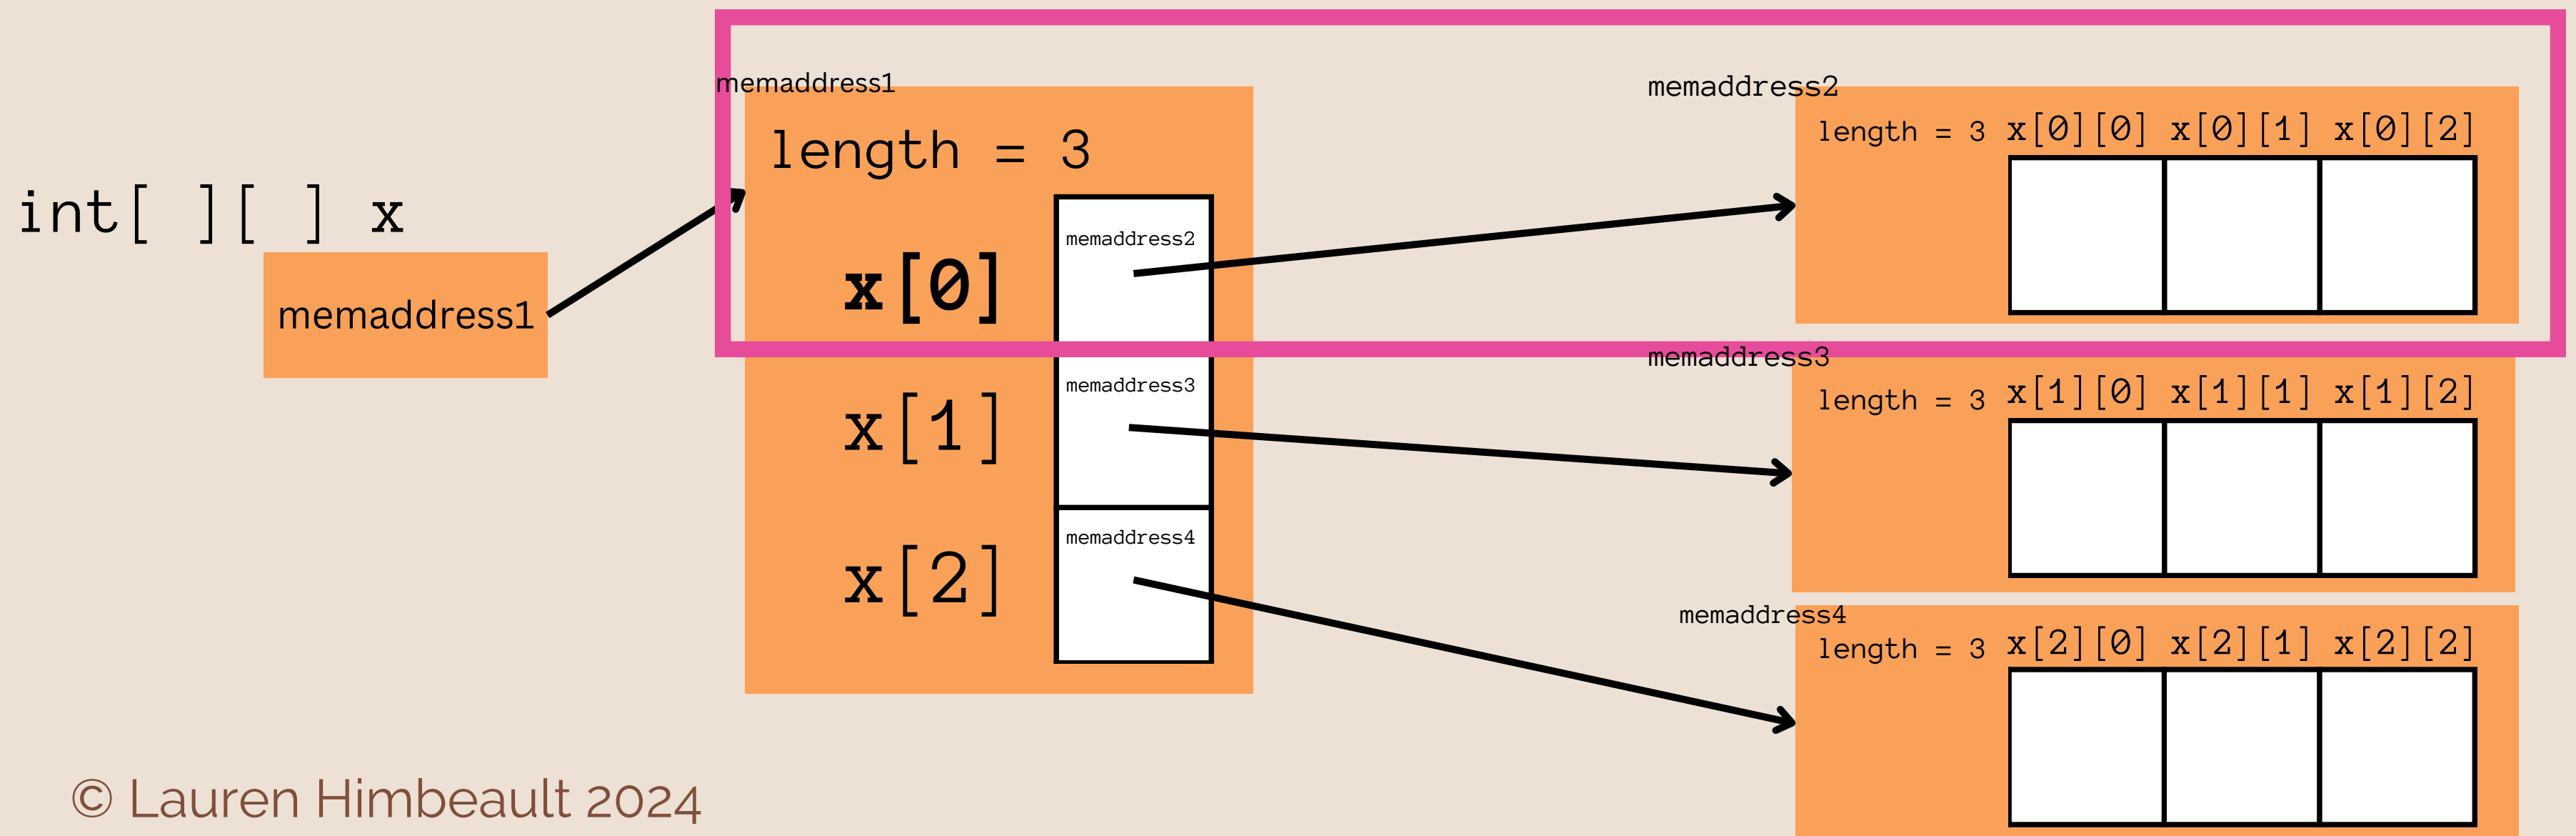 int[ ][ ] x
memaddress1
memaddress1
length = 3
x[0]
memaddress2
x[1]
memaddress3
x[2]
memaddress4
memaddress2
length = 3 x[0][0] x[0][1] x[0][2]
memaddress3
length = 3 x[1][0] x[1][1] x[1][2]
memaddress4
length = 3 x[2][0] x[2][1] x[2][2]
© Lauren Himbeault 2024